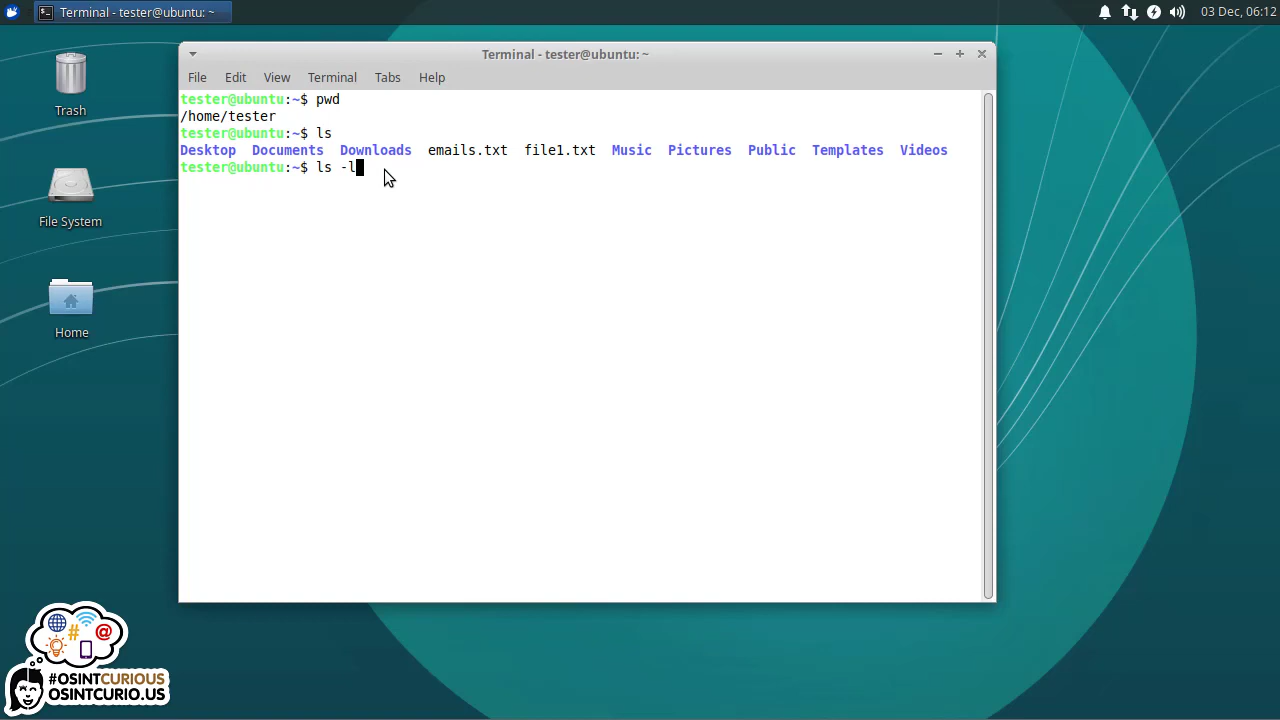 Terminal - tester@ubuntu: ~
03 Dec, 06:12
Trash
File System
Home
Terminal - tester@ubuntu: ~
File Edit View Terminal Tabs Help
tester@ubuntu:~$ pwd
/home/tester
tester@ubuntu:~$ ls
Desktop Documents Downloads emails.txt file1.txt Music Pictures Public Templates Videos
tester@ubuntu:~$ ls -l
# @
#OSINTCURIOUS
OSINTCURIO.US